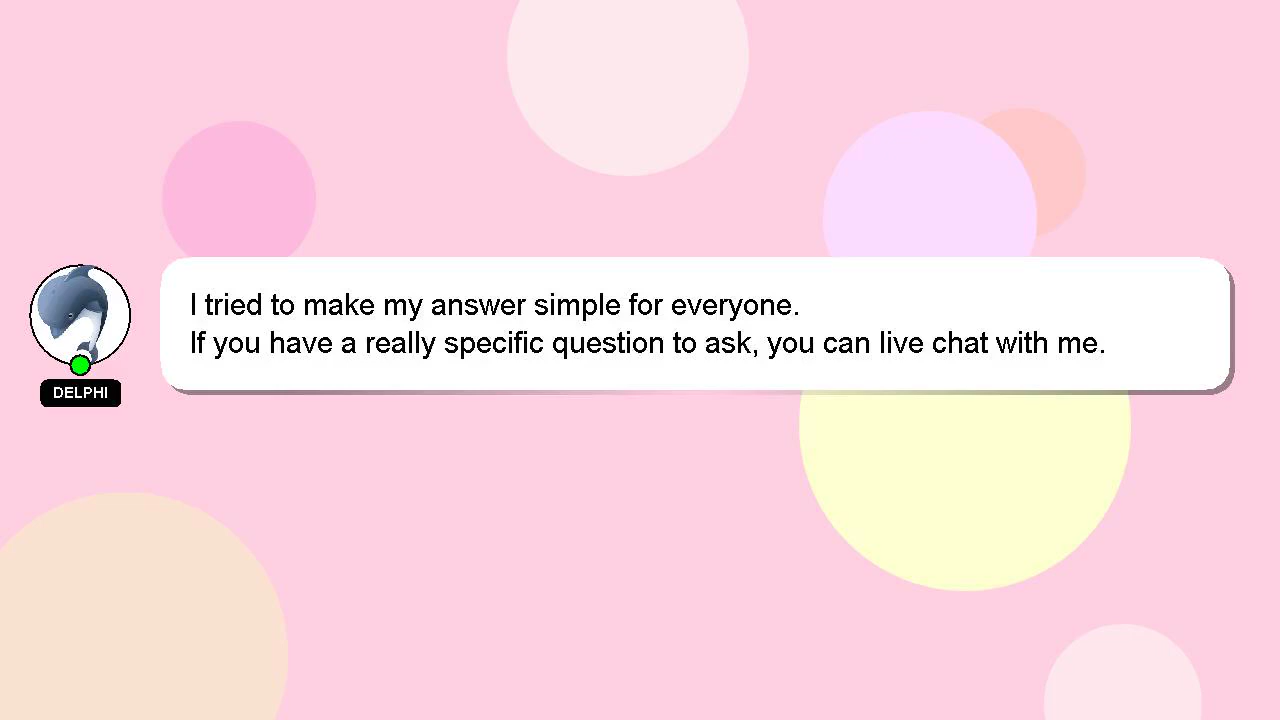 I tried to make my answer simple for everyone.
If you have a really specific question to ask, you can live chat with me.
DELPHI